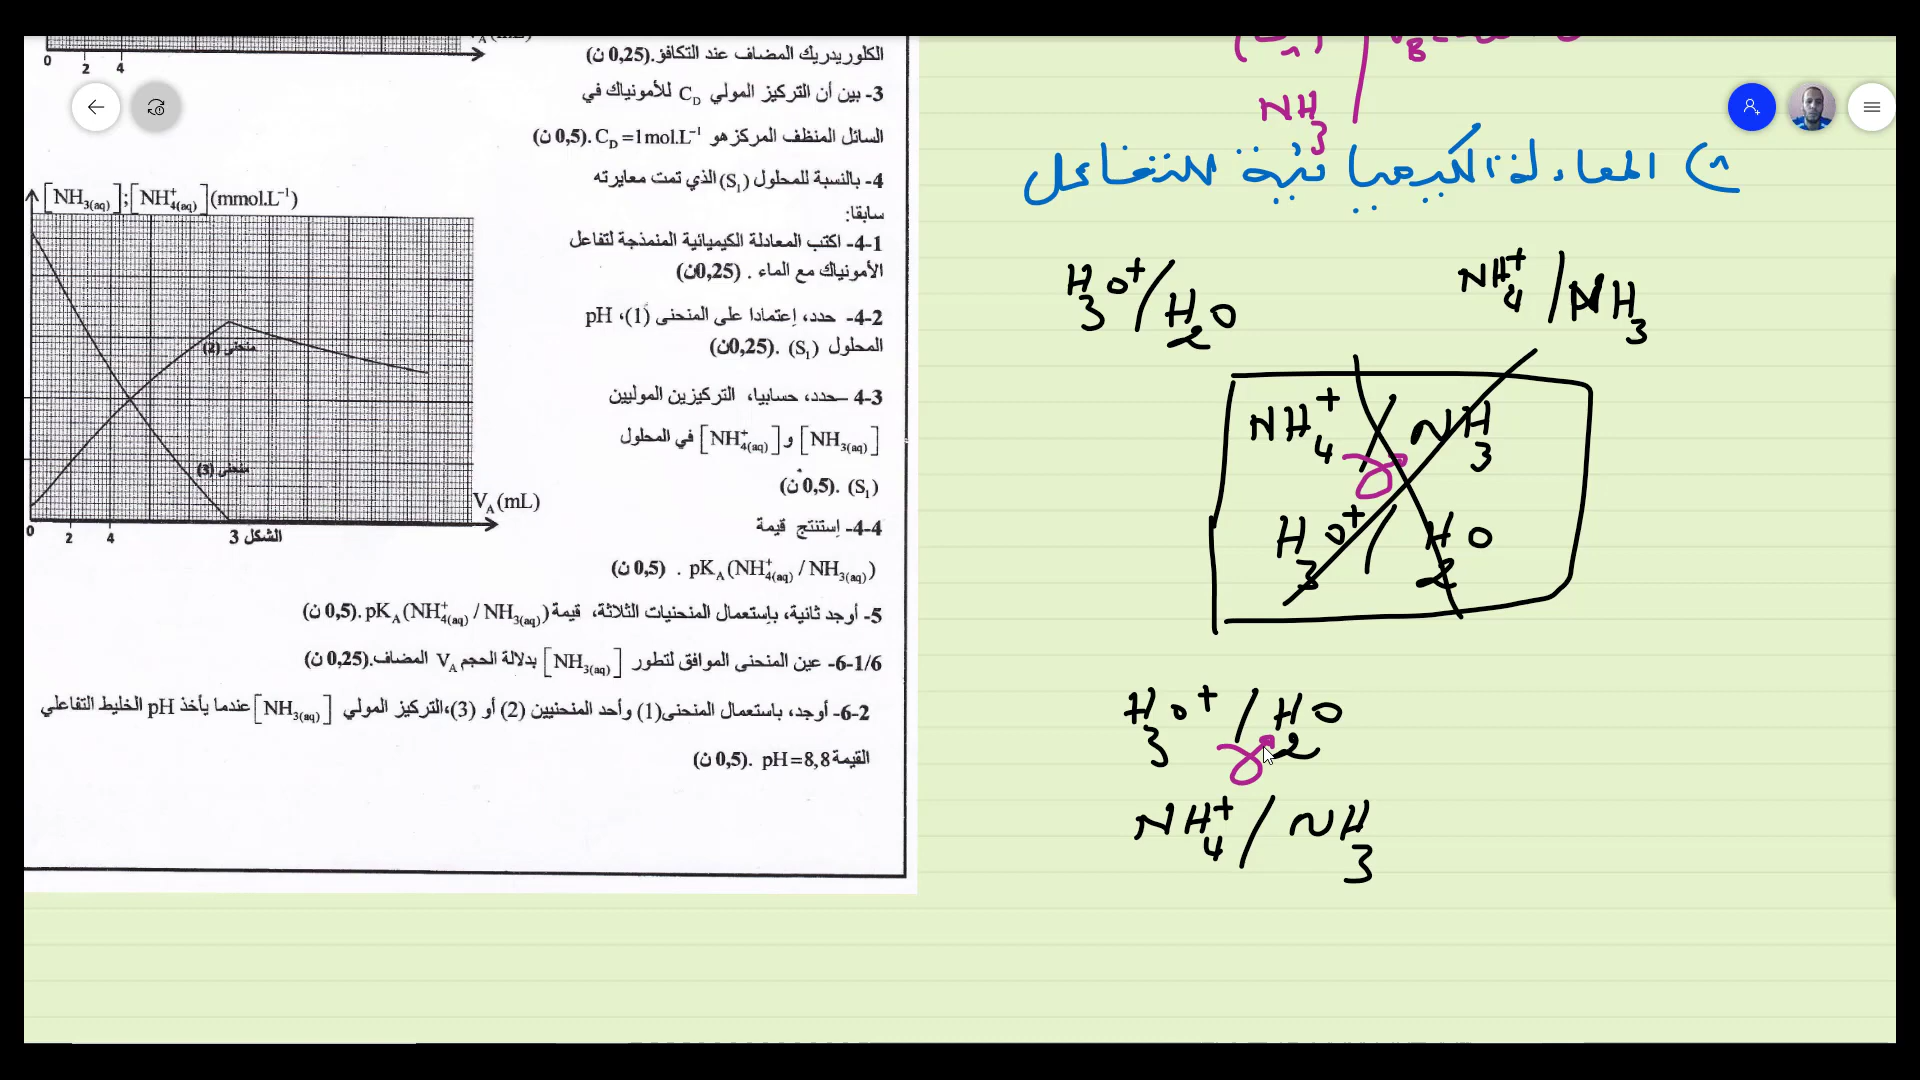 0 2 4 V_A(mL)
الكلوريدريك المضاف عند التكافؤ.(0,25 ن)
3- بين أن التركيز المولي C_D للأمونياك في
السائل المنظف المركز هو C_D=1mol.L⁻¹.(0,5 ن)
4- بالنسبة للمحلول (S₁) الذي تمت معايرته
سابقا:
4-1- اكتب المعادلة الكيميائية المنمذجة لتفاعل
الأمونياك مع الماء . (0,25ن)
4-2- حدد، إعتمادا على المنحنى (1)، pH
المحلول (S₁) .(0,25ن)
4-3 –حدد، حسابيا، التركيزين الموليين
[NH₃(aq)] و [NH₄⁺(aq)] في المحلول
(S₁) .(0,5 ن)
4-4- إستنتج قيمة
pK_A(NH₄⁺(aq) / NH₃(aq)) . (0,5 ن)
5- أوجد ثانية، بإستعمال المنحنيات الثلاثة، قيمة pK_A(NH₄⁺(aq) / NH₃(aq)).(0,5 ن)
6-1/6- عين المنحنى الموافق لتطور [NH₃(aq)] بدلالة الحجم V_A المضاف.(0,25 ن)
6-2- أوجد، باستعمال المنحنى(1) وأحد المنحنيين (2) أو (3)،التركيز المولي [NH₃(aq)] عندما يأخذ pH الخليط التفاعلي
القيمة pH=8,8 .(0,5 ن)
[NH₃(aq)];[NH₄⁺(aq)](mmol.L⁻¹)
منحنى (2)
منحنى (3)
V_A(mL)
0 2 4
الشكل 3
NH₃
المعادلة الكيميائية للتفاعل
H₃O⁺/H₂O NH₄⁺/NH₃
NH₄⁺ / NH₃
H₃O⁺ / H₂O
H₃O⁺ / H₂O
NH₄⁺ / NH₃